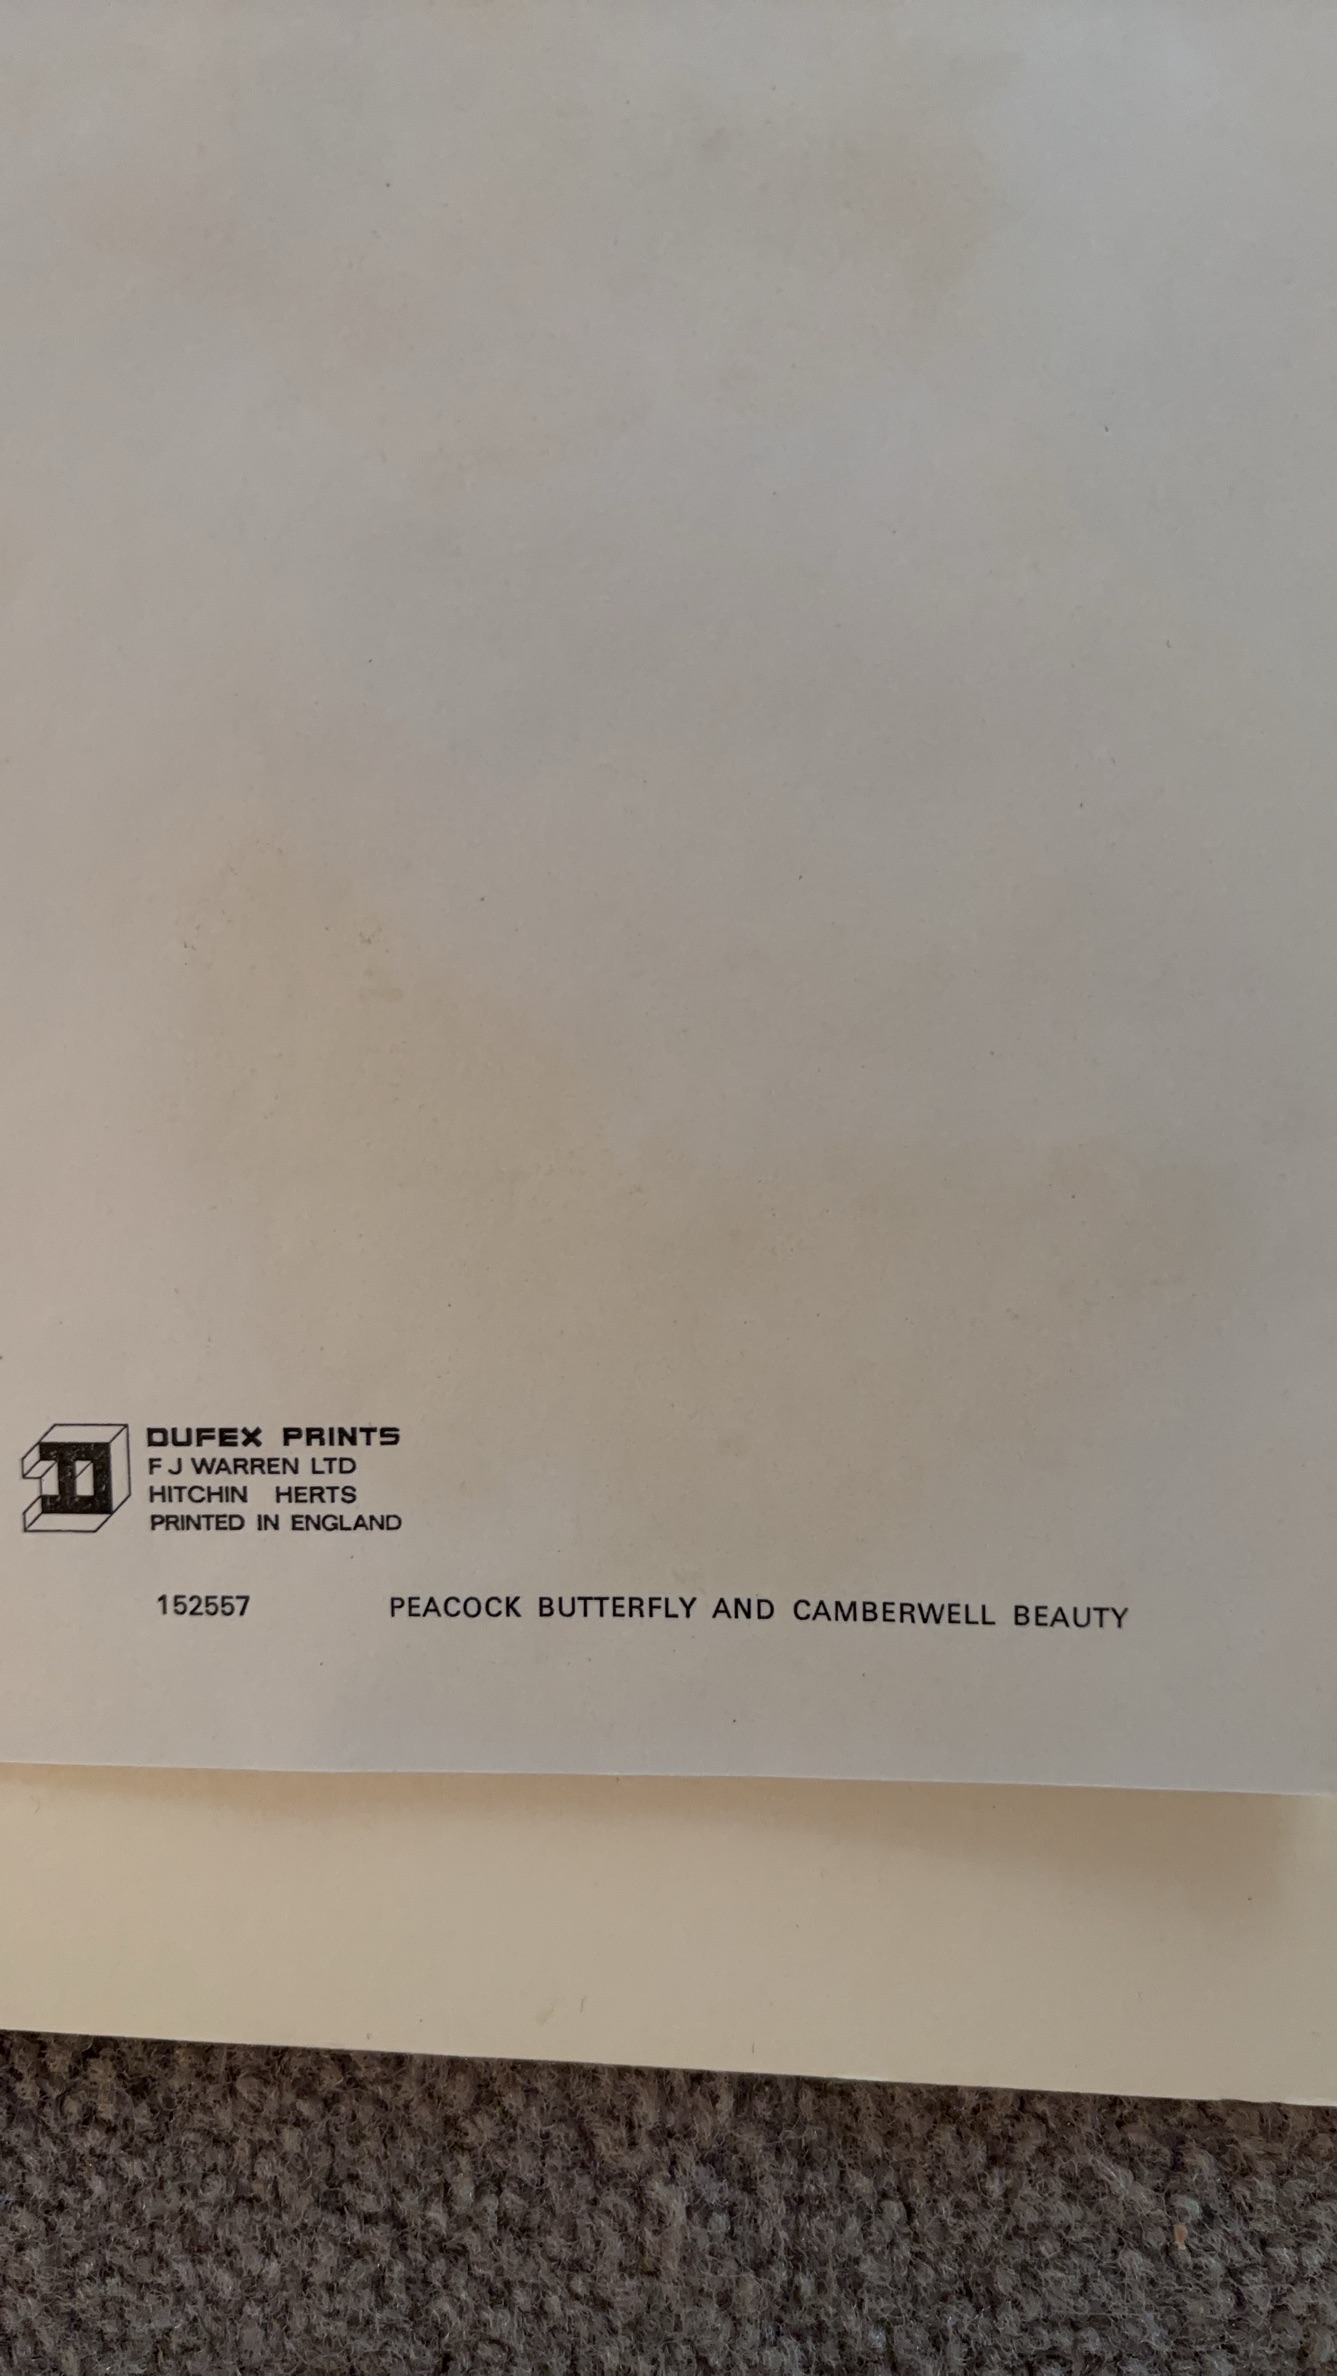 D
DUFEX PRINTS
F J WARREN LTD
HITCHIN HERTS
PRINTED IN ENGLAND
152557 PEACOCK BUTTERFLY AND CAMBERWELL BEAUTY